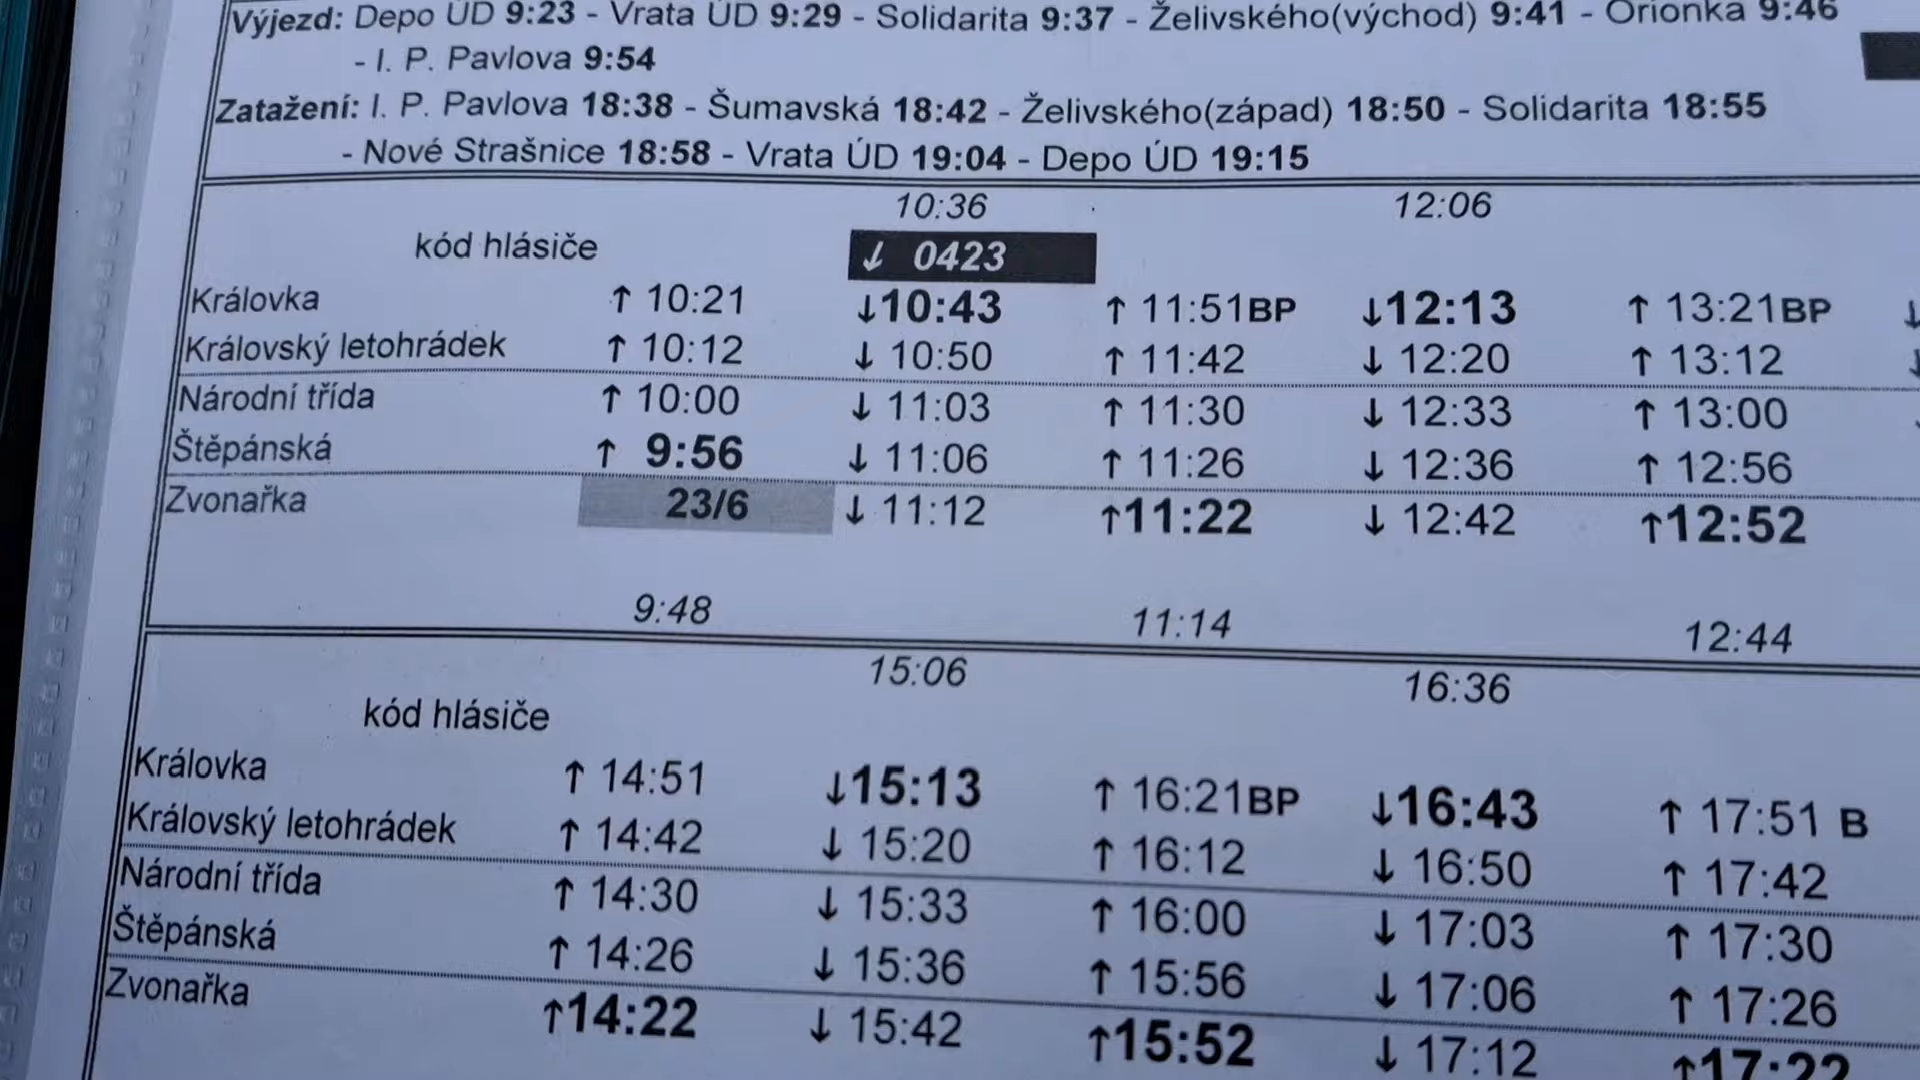 Výjezd: Depo ÚD 9:23 - Vrata ÚD 9:29 - Solidarita 9:37 - Želivského(východ) 9:41 - Orionka 9:46
- I. P. Pavlova 9:54
Zatažení: I. P. Pavlova 18:38 - Šumavská 18:42 - Želivského(západ) 18:50 - Solidarita 18:55
- Nové Strašnice 18:58 - Vrata ÚD 19:04 - Depo ÚD 19:15
10:36 12:06
kód hlásiče ↓ 0423
Královka ↑ 10:21 ↓10:43 ↑ 11:51BP ↓12:13 ↑ 13:21BP ↓
Královský letohrádek ↑ 10:12 ↓ 10:50 ↑ 11:42 ↓ 12:20 ↑ 13:12 ↓
Národní třída ↑ 10:00 ↓ 11:03 ↑ 11:30 ↓ 12:33 ↑ 13:00
Štěpánská ↑ 9:56 ↓ 11:06 ↑ 11:26 ↓ 12:36 ↑ 12:56
Zvonařka 23/6 ↓ 11:12 ↑11:22 ↓ 12:42 ↑12:52
9:48 11:14 12:44
15:06 16:36
kód hlásiče
Královka ↑ 14:51 ↓15:13 ↑ 16:21BP ↓16:43 ↑ 17:51 B
Královský letohrádek ↑ 14:42 ↓ 15:20 ↑ 16:12 ↓ 16:50 ↑ 17:42
Národní třída ↑ 14:30 ↓ 15:33 ↑ 16:00 ↓ 17:03 ↑ 17:30
Štěpánská ↑ 14:26 ↓ 15:36 ↑ 15:56 ↓ 17:06 ↑ 17:26
Zvonařka ↑14:22 ↓ 15:42 ↑15:52 ↓ 17:12 ↑17:22